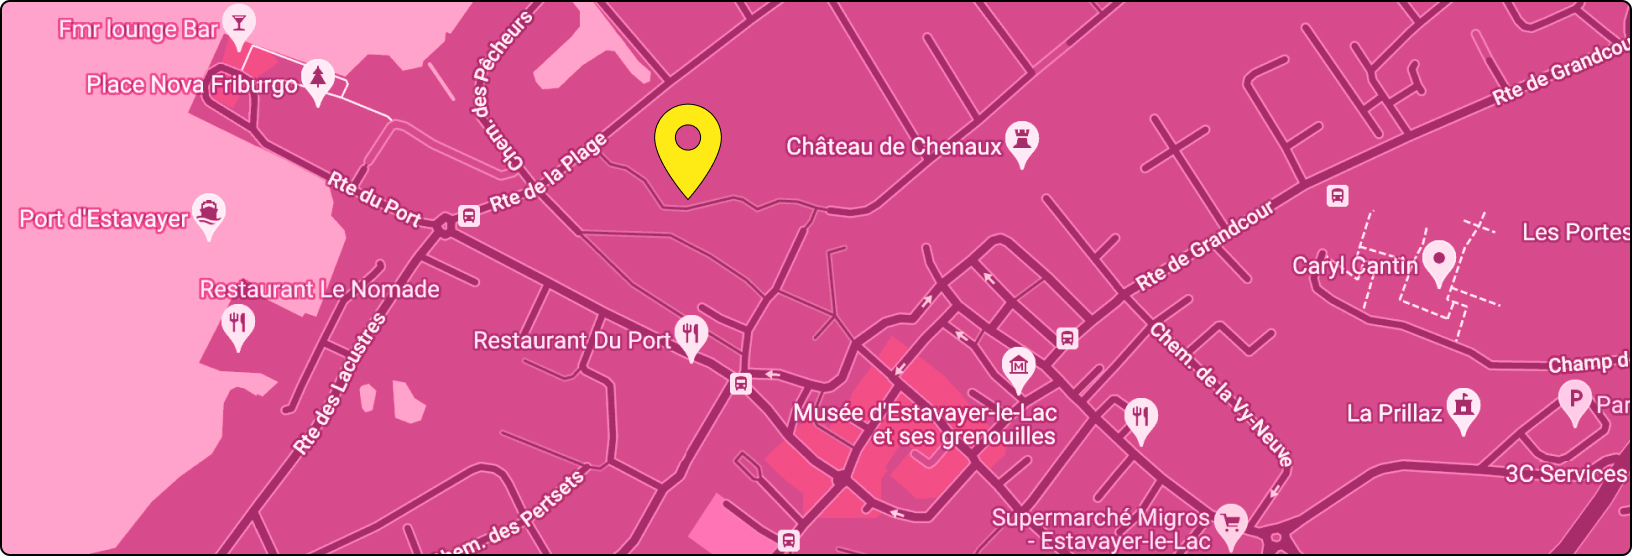 Fmr lounge Bar
Place Nova Friburgo
Chem. des Pêcheurs
Rte de la Plage
Château de Chenaux
Rte de Grandcou
Rte du Port
Port d'Estavayer
Rte de Grandcour
Les Portes
Caryl Cantin
Restaurant Le Nomade
Restaurant Du Port
Rte des Lacustres
Chem. de la Vy-Neuve
Champ d
Musée d'Estavayer-le-Lac
et ses grenouilles
La Prillaz
P
Par
3C Services
hem. des Pertsets
Supermarché Migros
- Estavayer-le-Lac